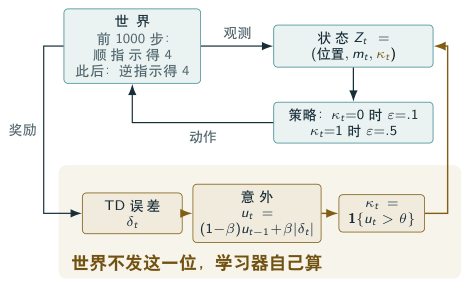 世界
前 1000 步：
顺指示得 4
此后：逆指示得 4
观测
状态 Z_t =
(位置, m_t, κ_t)
策略：κ_t=0 时 ε=.1
κ_t=1 时 ε=.5
动作
奖励
TD 误差
δ_t
意外
u_t =
(1−β)u_{t−1}+β|δ_t|
κ_t =
1{u_t > θ}
世界不发这一位，学习器自己算